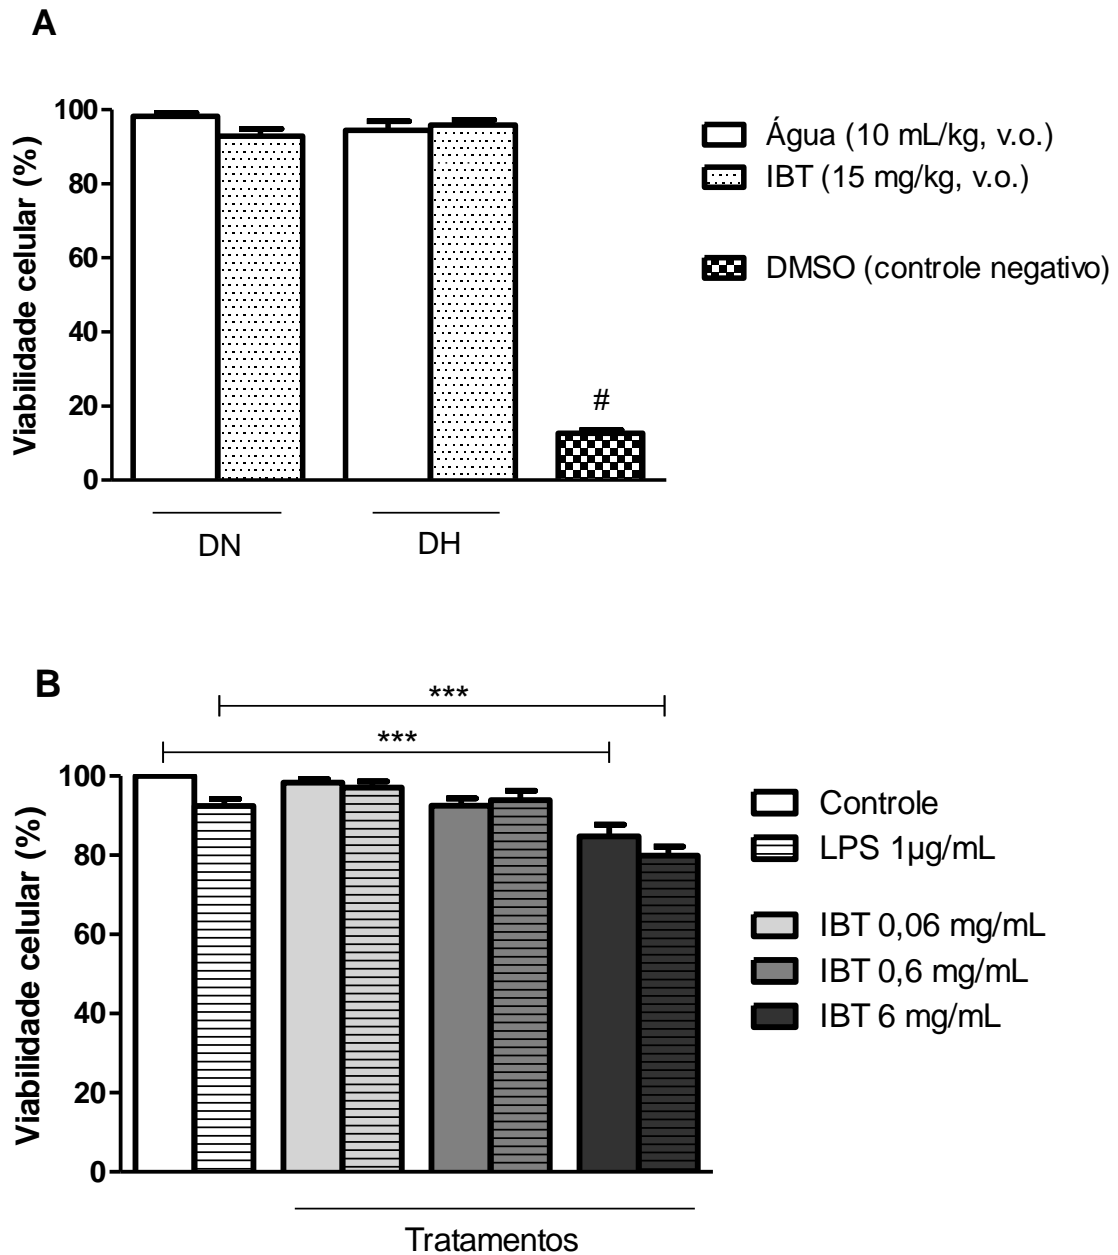 A
Viabilidade celular (%)
100
80
60
40
20
0
#
DN
DH
Água (10 mL/kg, v.o.)
IBT (15 mg/kg, v.o.)
DMSO (controle negativo)
B
***
***
Viabilidade celular (%)
100
80
60
40
20
0
Tratamentos
Controle
LPS 1µg/mL
IBT 0,06 mg/mL
IBT 0,6 mg/mL
IBT 6 mg/mL